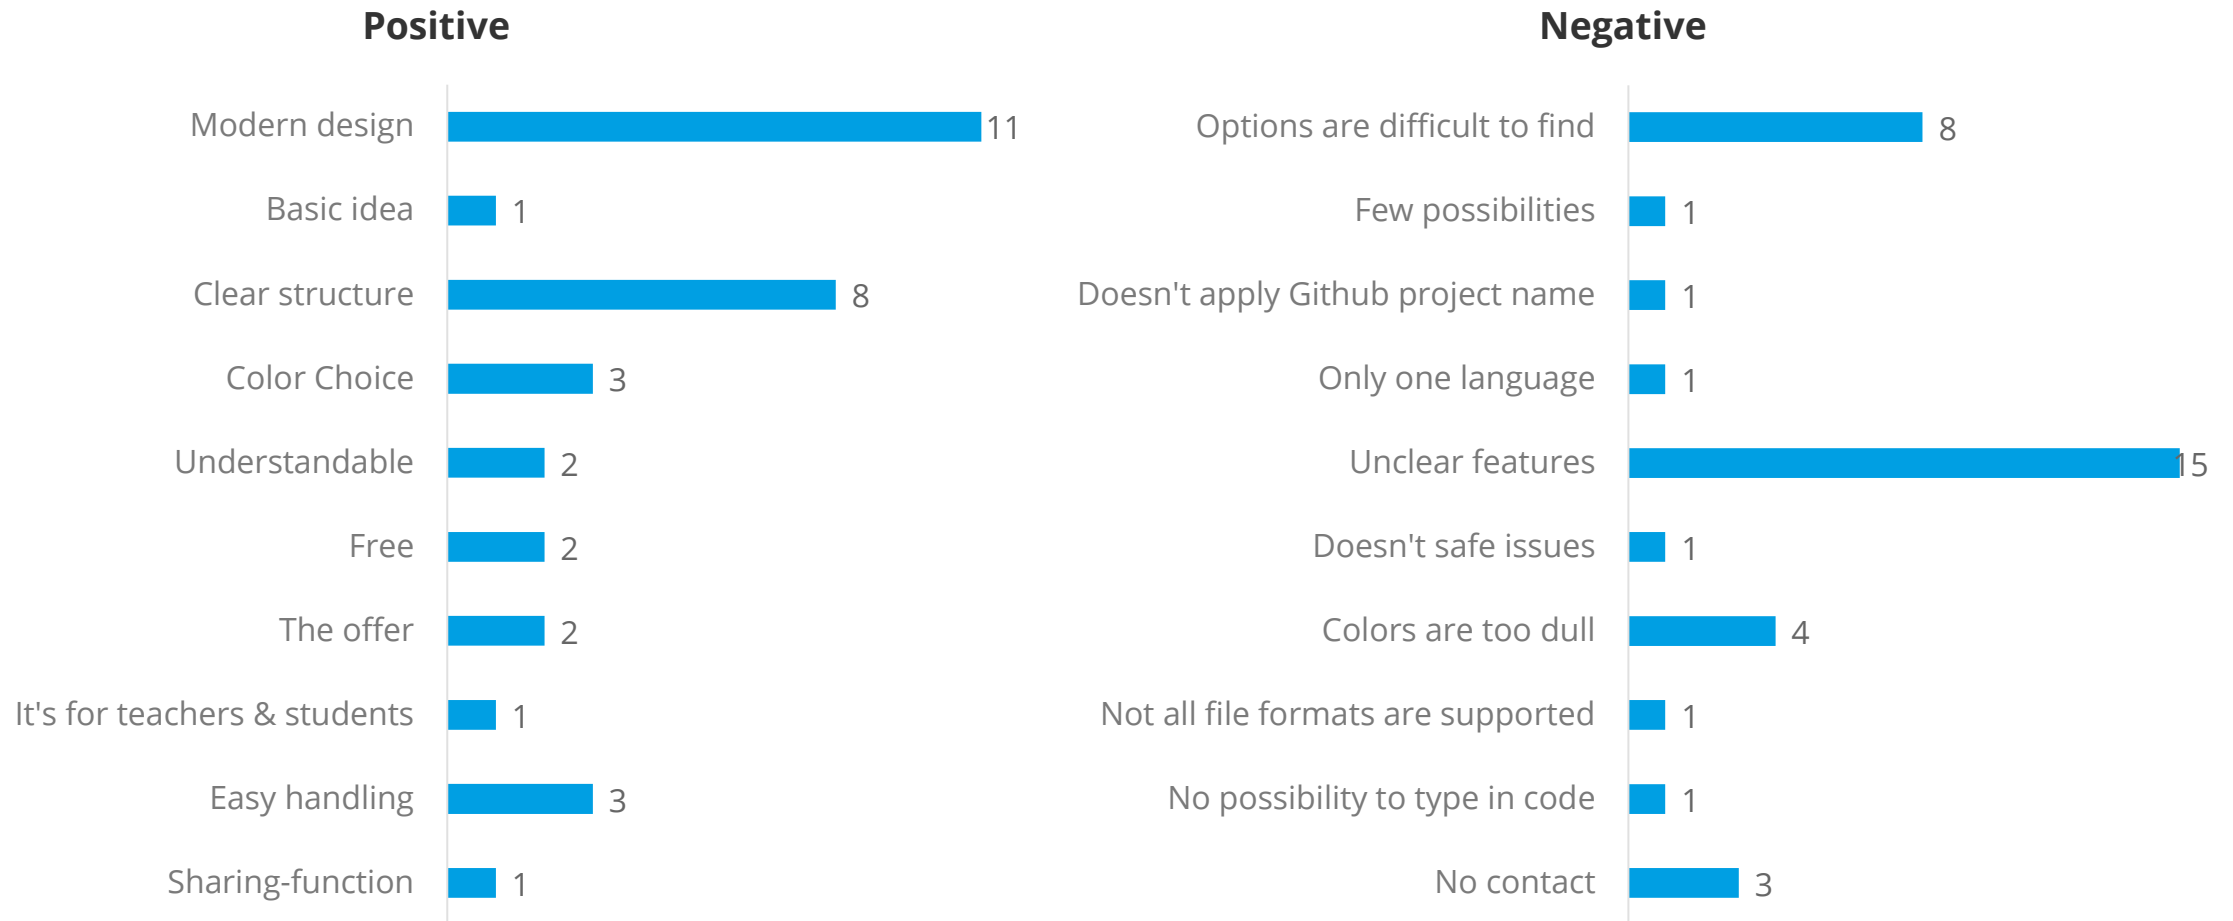 Positive
Modern design 11
Basic idea 1
Clear structure 8
Color Choice 3
Understandable 2
Free 2
The offer 2
It's for teachers & students 1
Easy handling 3
Sharing-function 1
Negative
Options are difficult to find 8
Few possibilities 1
Doesn't apply Github project name 1
Only one language 1
Unclear features 15
Doesn't safe issues 1
Colors are too dull 4
Not all file formats are supported 1
No possibility to type in code 1
No contact 3